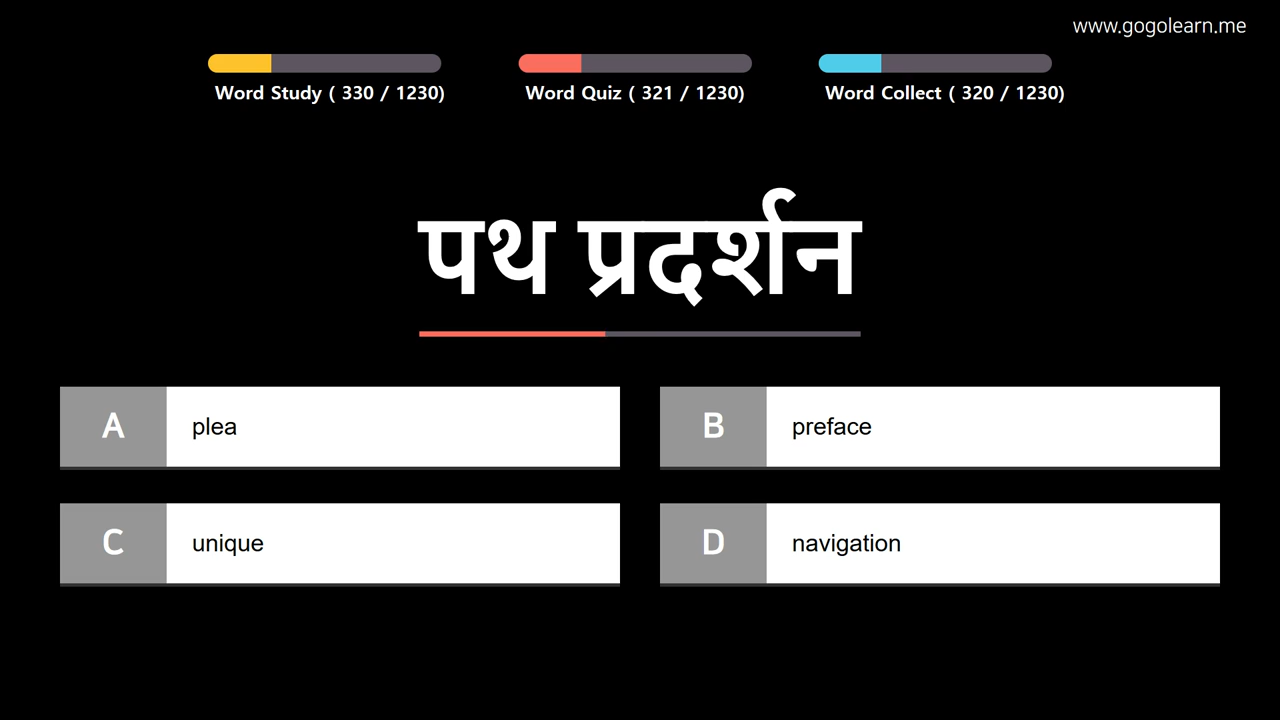 www.gogolearn.me
Word Study ( 330 / 1230)
Word Quiz ( 321 / 1230)
Word Collect ( 320 / 1230)
पथ प्रदर्शन
A plea
B preface
C unique
D navigation